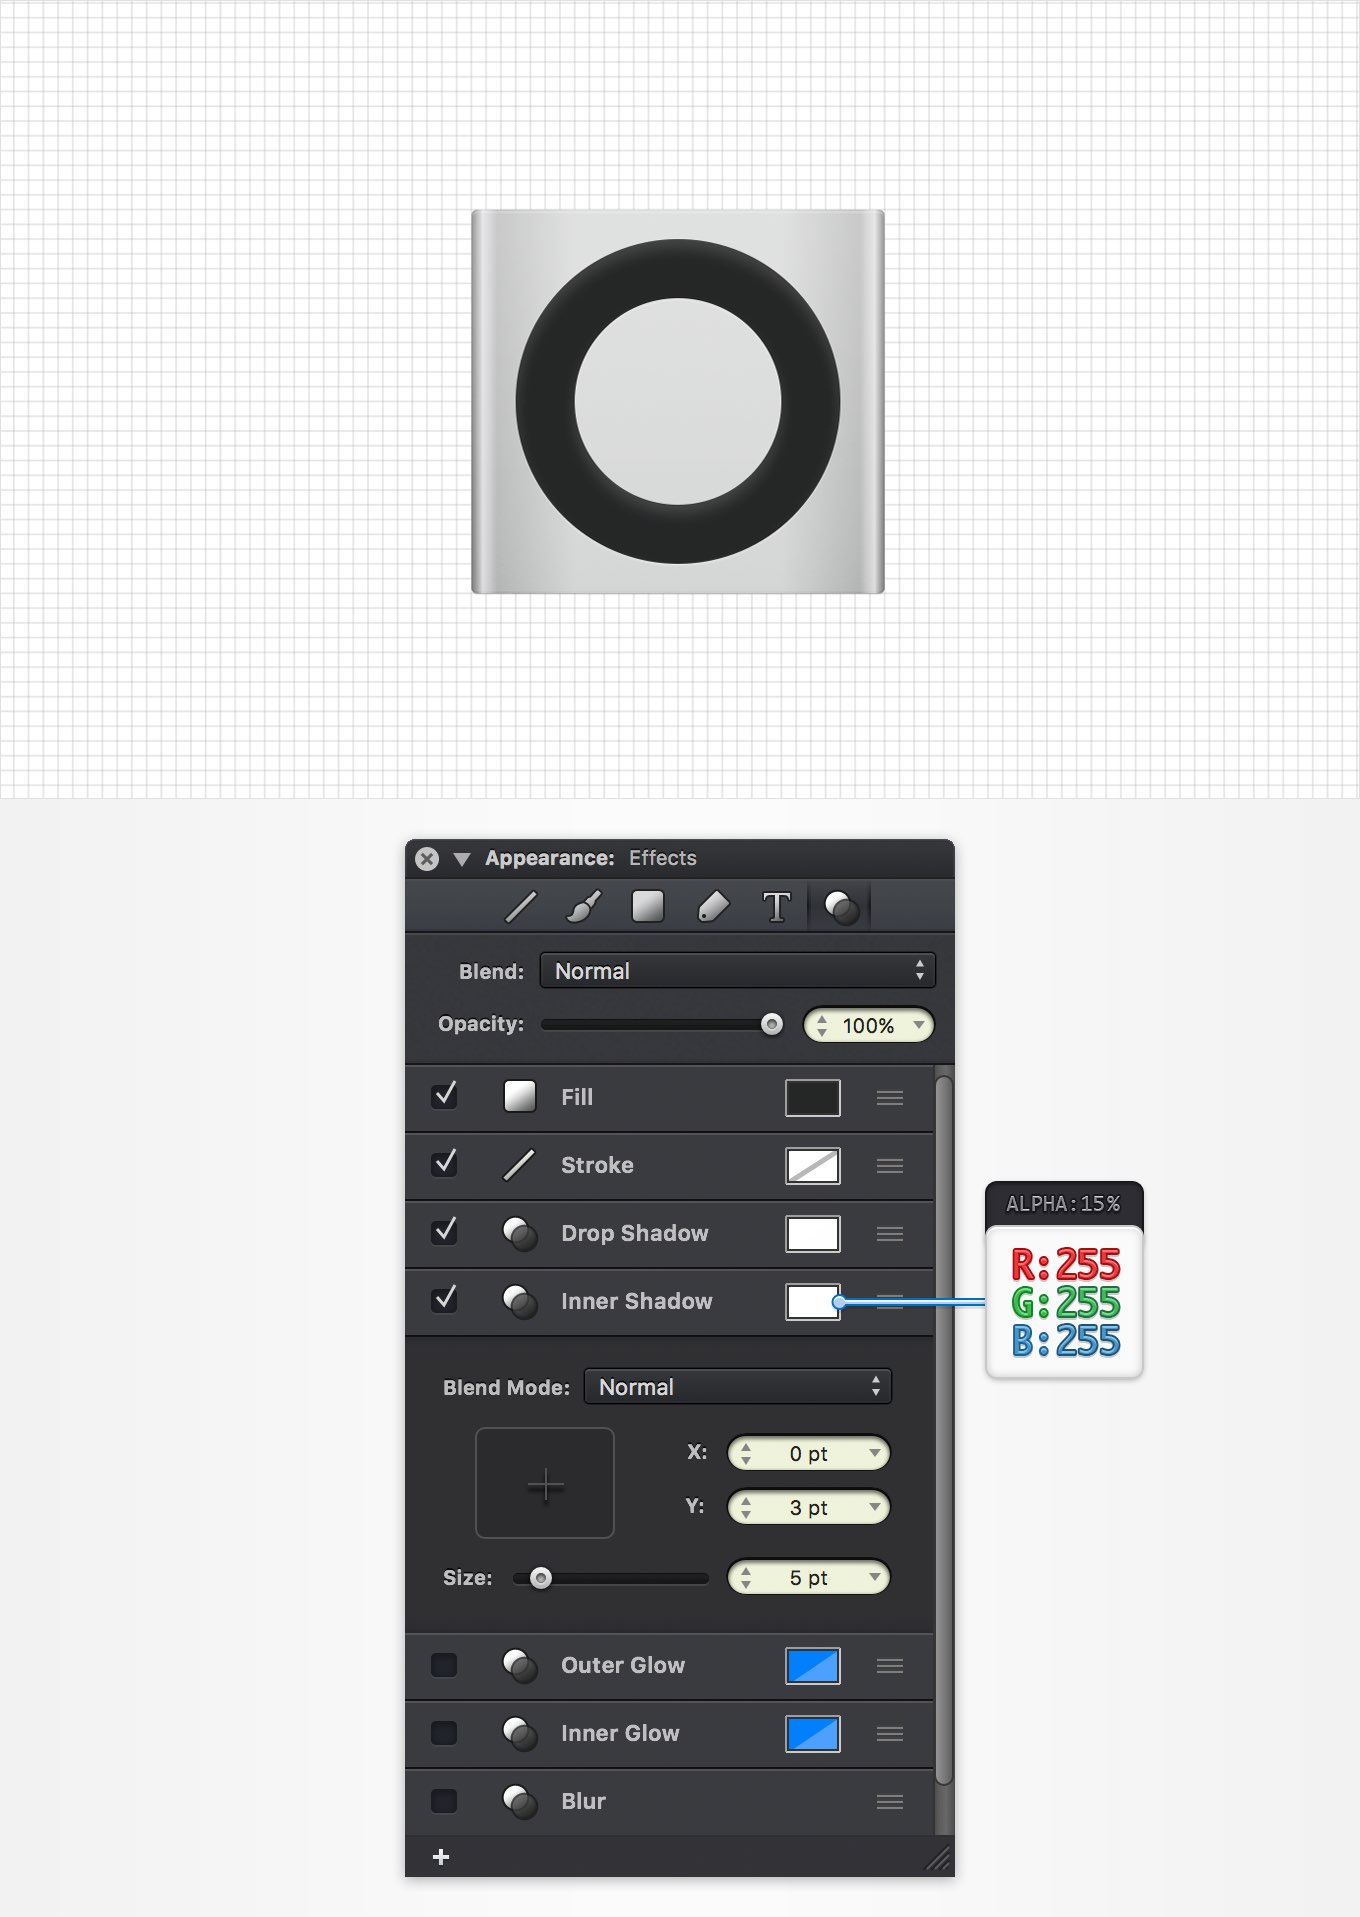 Appearance: Effects
T
Blend: Normal
Opacity: 100%
Fill
Stroke
Drop Shadow
Inner Shadow
ALPHA:15%
R:255
G:255
B:255
Blend Mode: Normal
X: 0 pt
Y: 3 pt
Size: 5 pt
Outer Glow
Inner Glow
Blur